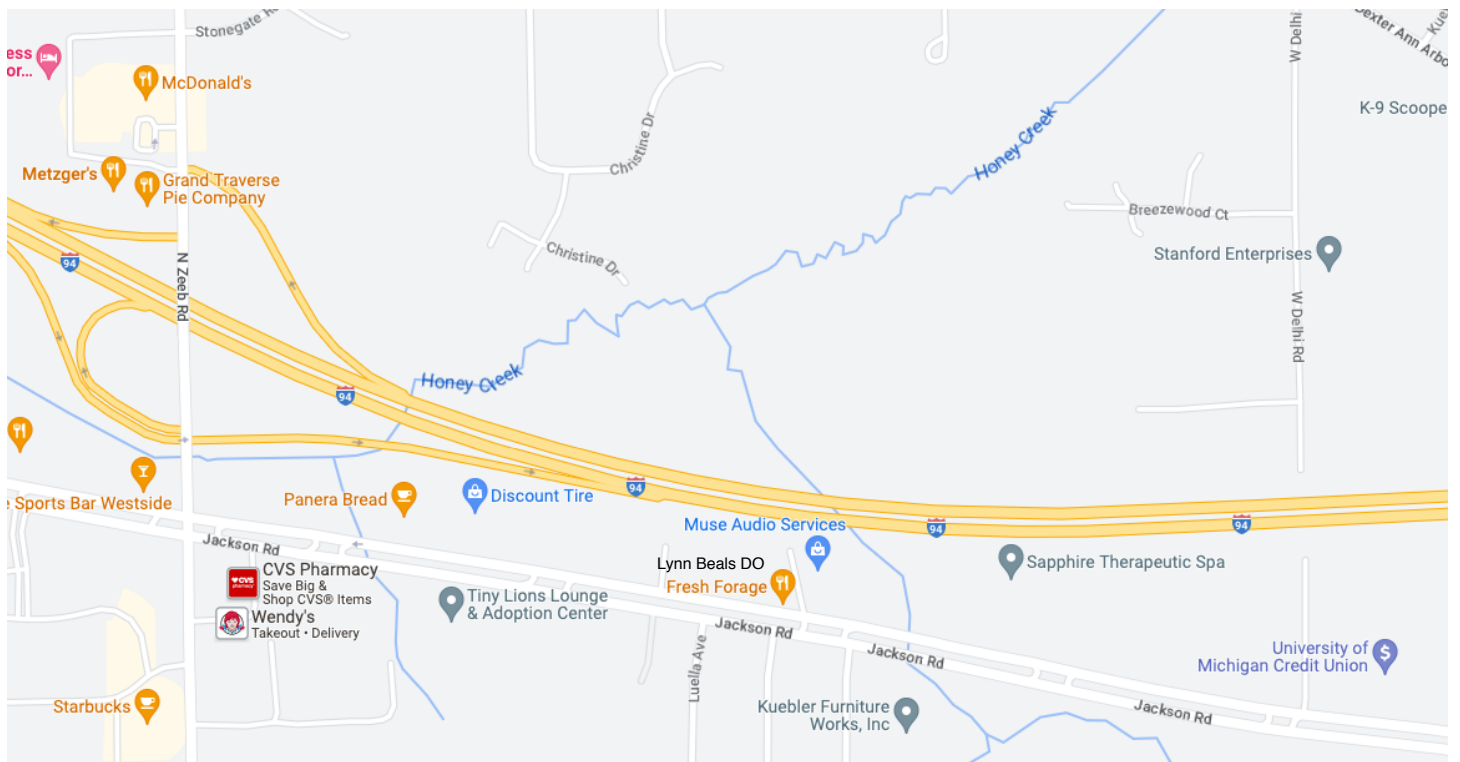 Stonegate R
W Delhi
Dexter Ann Arbo
Kue
ess
or...
McDonald's
K-9 Scoope
Honey Creek
Christine Dr
Metzger's
Grand Traverse
Pie Company
Breezewood Ct
94
N Zeeb Rd
Christine Dr
Stanford Enterprises
W Delhi Rd
Honey Creek
94
e Sports Bar Westside
Panera Bread
Discount Tire
94
Muse Audio Services
94
94
Jackson Rd
Lynn Beals DO
Fresh Forage
Sapphire Therapeutic Spa
CVS
pharmacy
CVS Pharmacy
Save Big &
Shop CVS® Items
Wendy's
Takeout • Delivery
Tiny Lions Lounge
& Adoption Center
Jackson Rd
Jackson Rd
Luella Ave
University of
Michigan Credit Union
$
Starbucks
Kuebler Furniture
Works, Inc
Jackson Rd